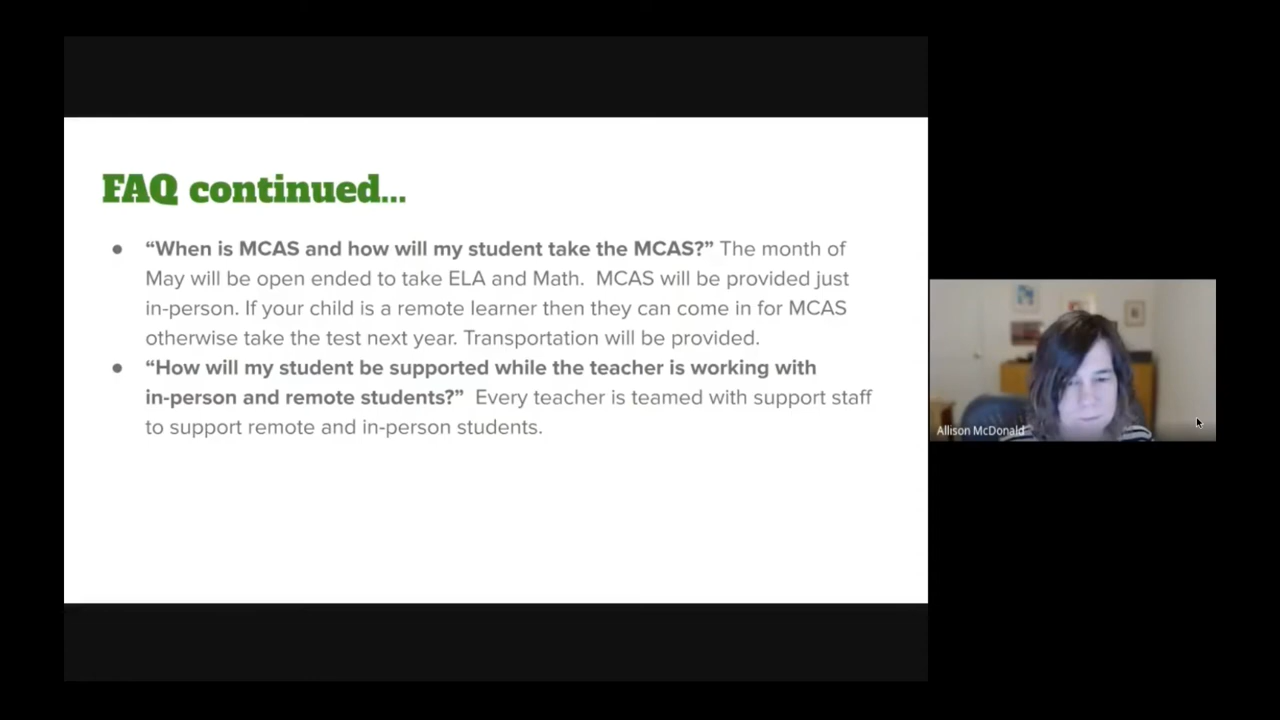 FAQ continued...
● “When is MCAS and how will my student take the MCAS?” The month of
May will be open ended to take ELA and Math.  MCAS will be provided just
in-person. If your child is a remote learner then they can come in for MCAS
otherwise take the test next year. Transportation will be provided.
● “How will my student be supported while the teacher is working with
in-person and remote students?”  Every teacher is teamed with support staff
to support remote and in-person students.
Allison McDonald